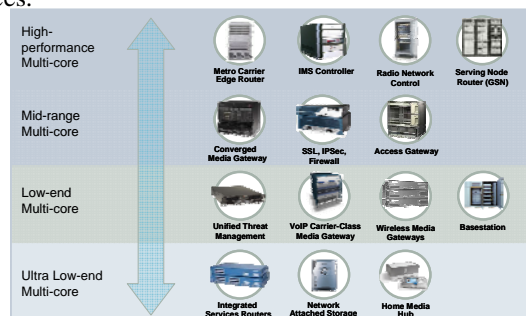 High-
performance
Multi-core
Metro Carrier
Edge Router
IMS Controller
Radio Network
Control
Serving Node
Router (GSN)
Mid-range
Multi-core
Converged
Media Gateway
SSL, IPSec,
Firewall
Access Gateway
Low-end
Multi-core
Unified Threat
Management
VoIP Carrier-Class
Media Gateway
Wireless Media
Gateways
Basestation
Ultra Low-end
Multi-core
Integrated
Services Routers
Network
Attached Storage
Home Media
Hub